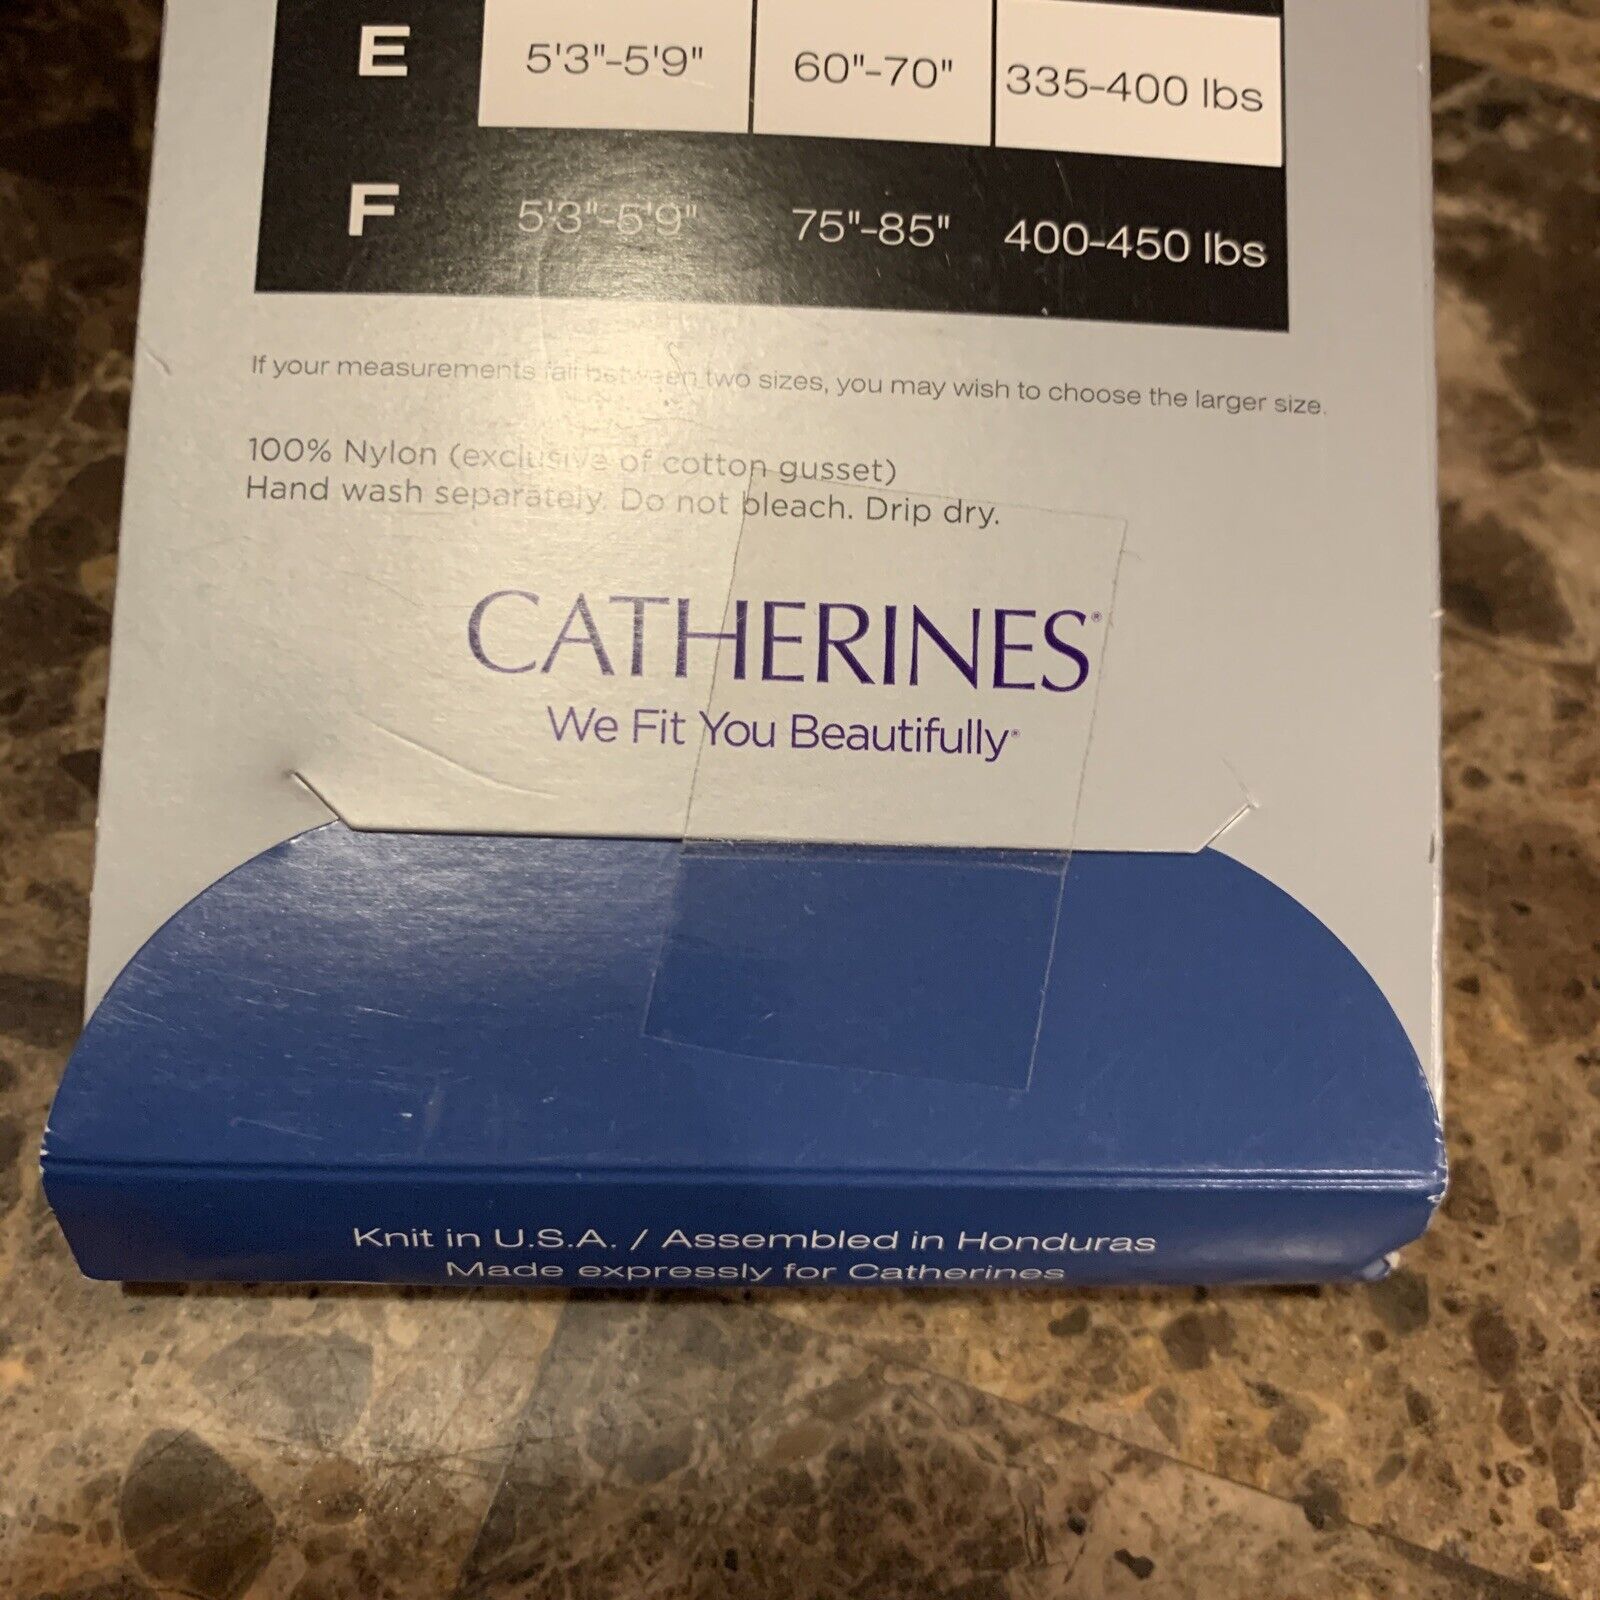 E 5'3"-5'9" 60"-70" 335-400 lbs
F 5'3"-5'9" 75"-85" 400-450 lbs
If your measurements fall between two sizes, you may wish to choose the larger size.
100% Nylon (exclusive of cotton gusset)
Hand wash separately. Do not bleach. Drip dry.
CATHERINES®
We Fit You Beautifully®
Knit in U.S.A. / Assembled in Honduras
Made expressly for Catherines